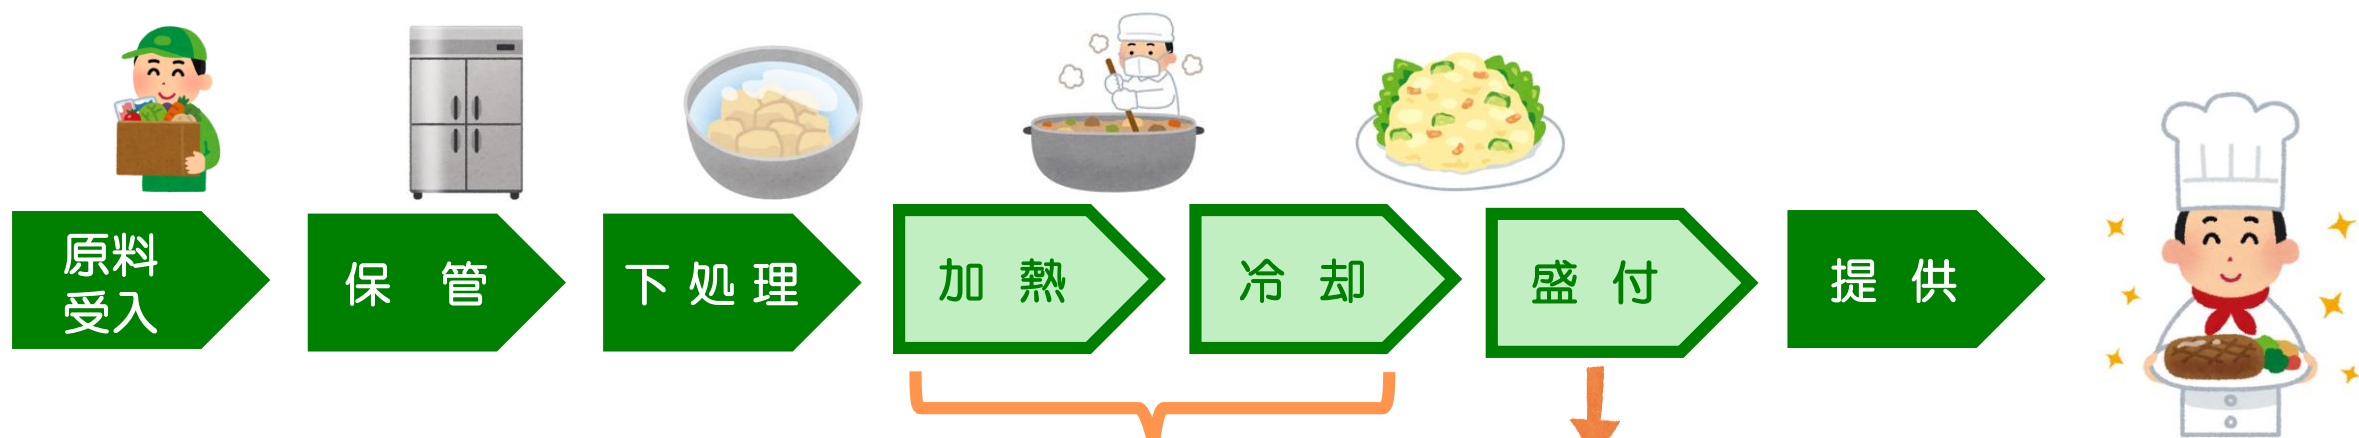 原料
受入
保管
下処理
加熱
冷却
盛付
提供